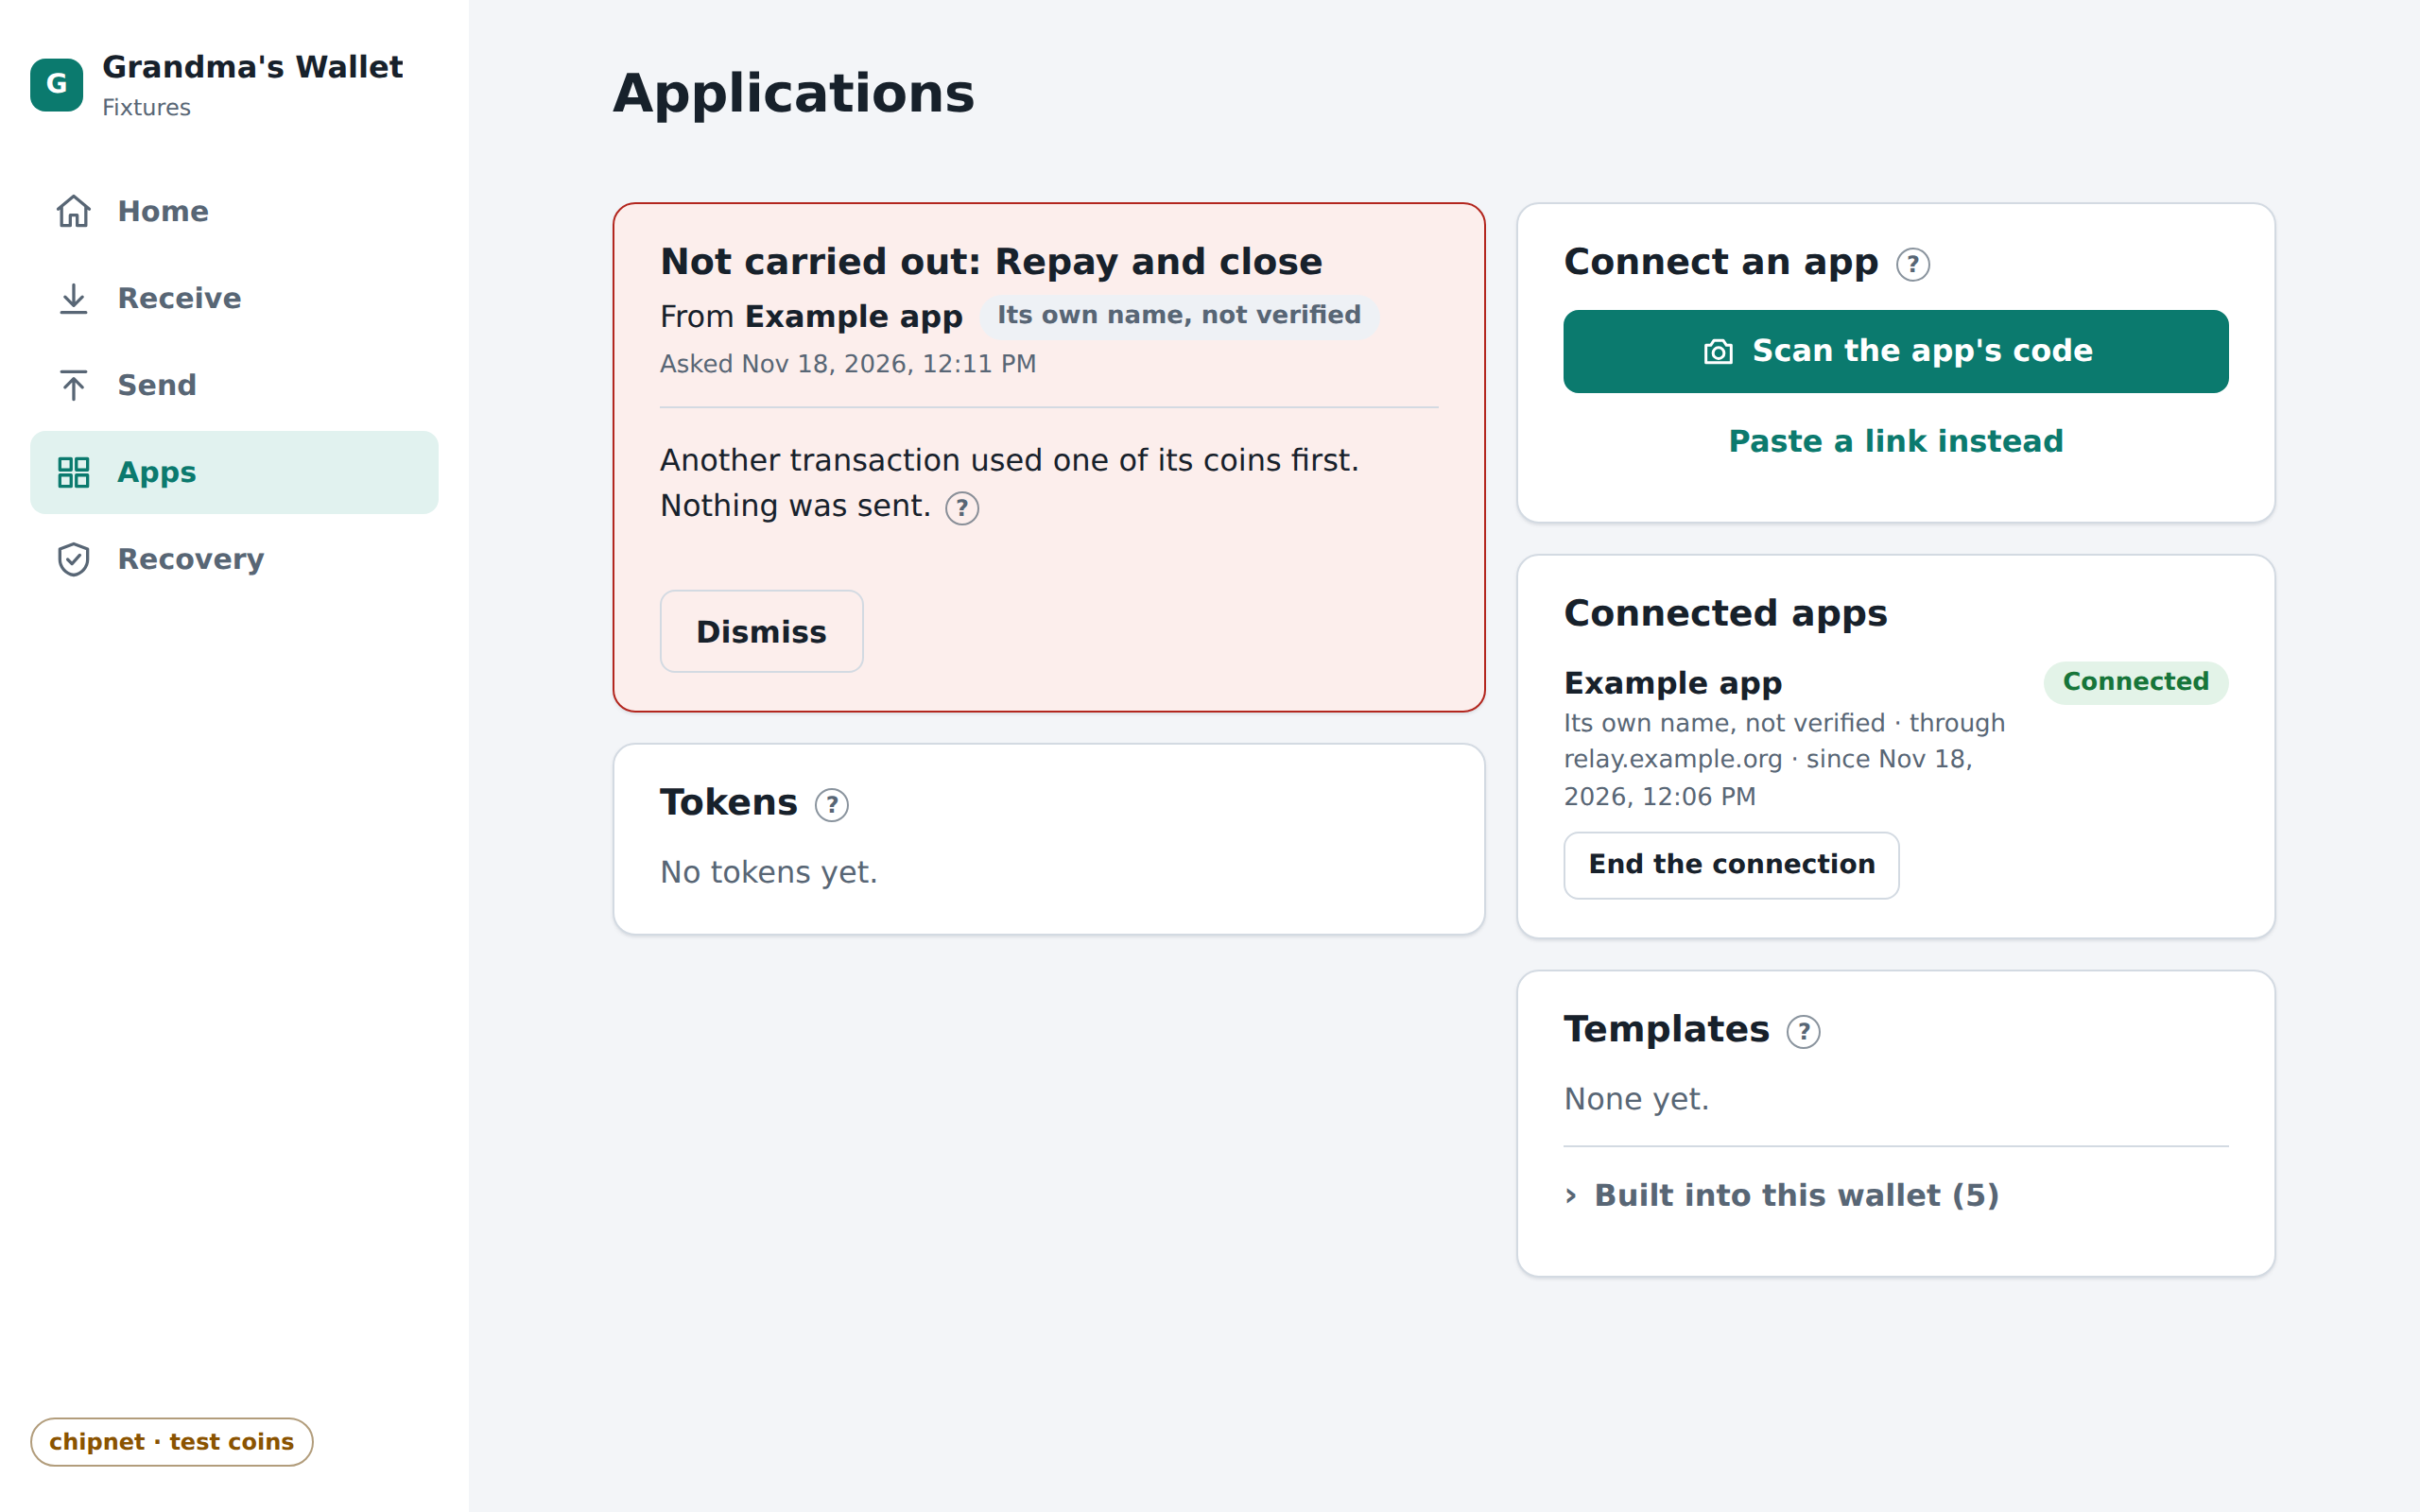 G
Grandma's Wallet
Fixtures
Home
Receive
Send
Apps
Recovery
chipnet · test coins
Applications
Not carried out: Repay and close
From Example app Its own name, not verified
Asked Nov 18, 2026, 12:11 PM
Another transaction used one of its coins first.
Nothing was sent. ?
Dismiss
Tokens ?
No tokens yet.
Connect an app ?
Scan the app's code
Paste a link instead
Connected apps
Example app Connected
Its own name, not verified · through
relay.example.org · since Nov 18,
2026, 12:06 PM
End the connection
Templates ?
None yet.
› Built into this wallet (5)